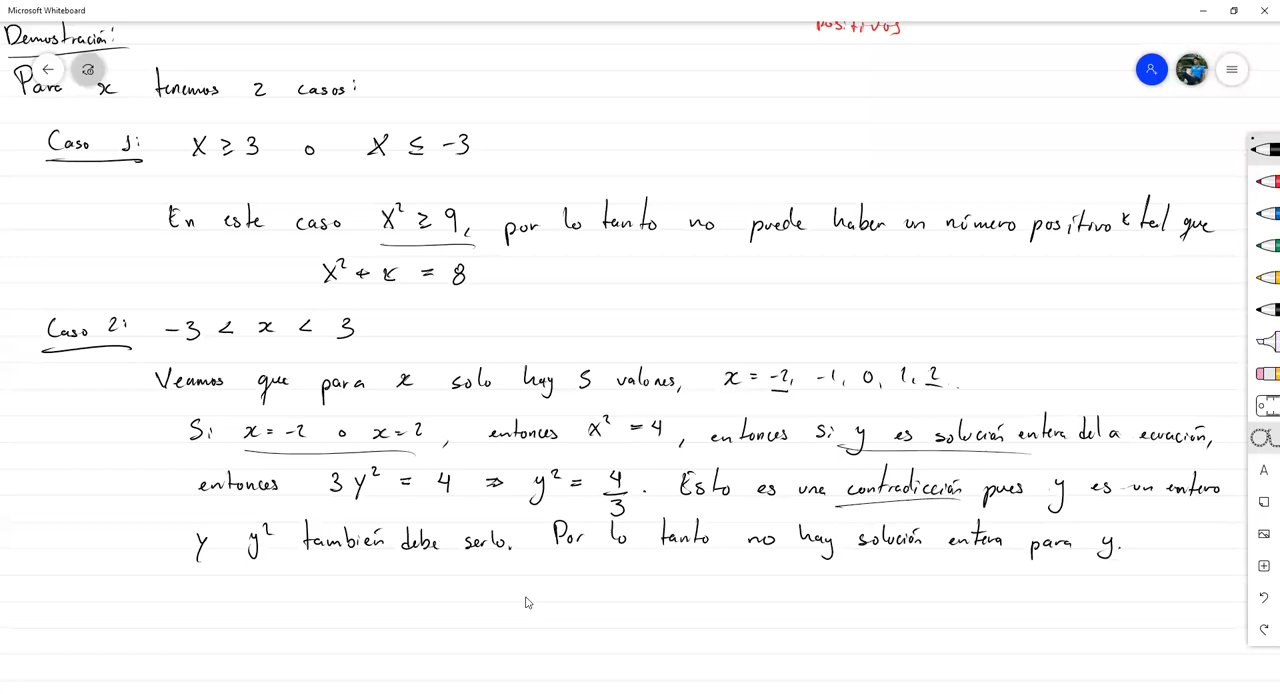 Microsoft Whiteboard
positivos
Demostración:
Para x tenemos 2 casos:
Caso 1: X ≥ 3 o X ≤ -3
En este caso X² ≥ 9, por lo tanto no puede haber un número positivo k tal que
X² + k = 8
Caso 2: -3 < x < 3
Veamos que para x solo hay 5 valores, x = -2, -1, 0, 1, 2.
Si x = -2 o x = 2, entonces x² = 4, entonces si y es solución entera de la ecuación,
entonces 3y² = 4 ⇒ y² = 4/3. Esto es una contradicción pues y es un entero
y y² también debe serlo. Por lo tanto no hay solución entera para y.
A